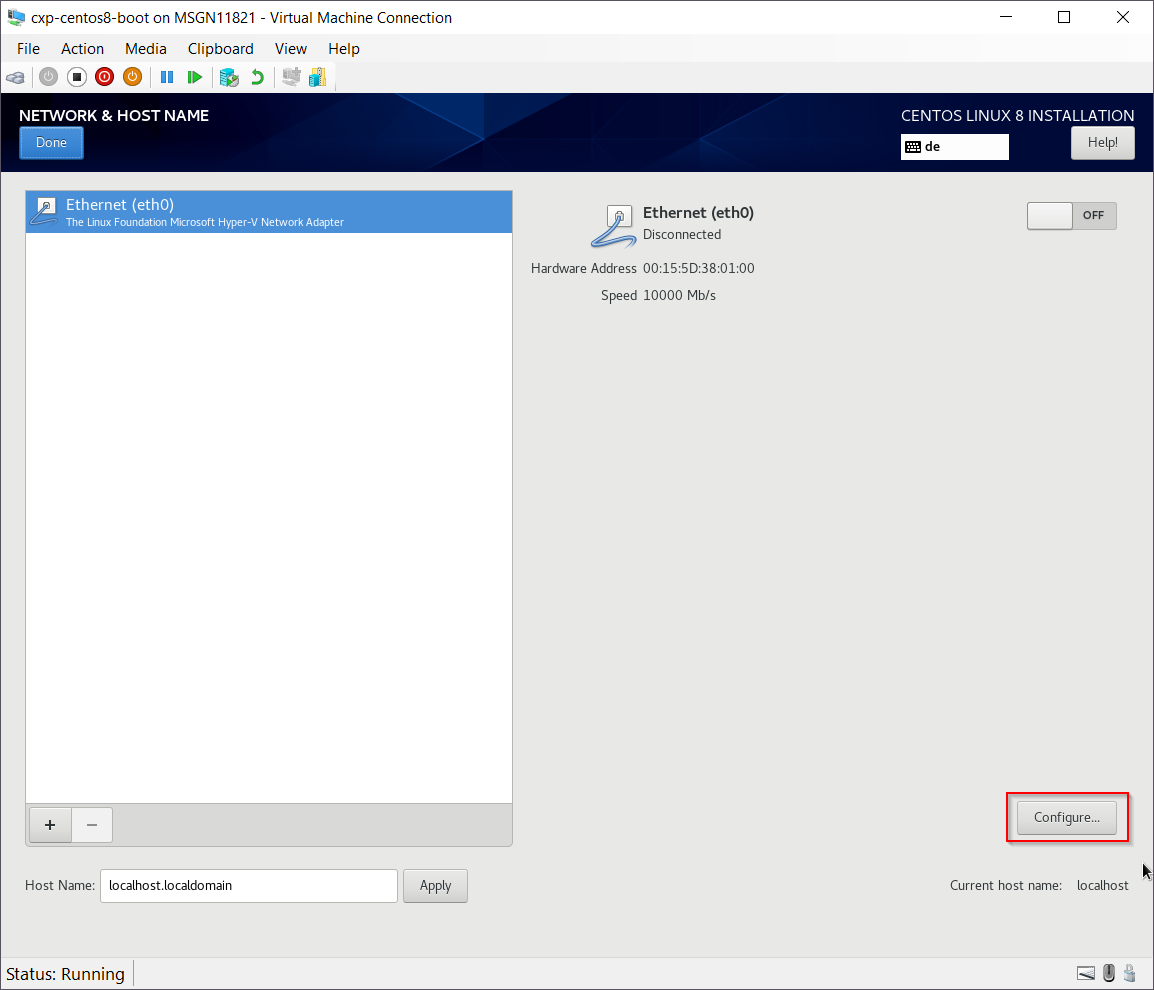 cxp-centos8-boot on MSGN11821 - Virtual Machine Connection
File Action Media Clipboard View Help
NETWORK & HOST NAME
CENTOS LINUX 8 INSTALLATION
Done
de
Help!
Ethernet (eth0)
The Linux Foundation Microsoft Hyper-V Network Adapter
Ethernet (eth0)
Disconnected
OFF
Hardware Address 00:15:5D:38:01:00
Speed 10000 Mb/s
+ −
Configure...
Host Name: localhost.localdomain Apply
Current host name: localhost
Status: Running